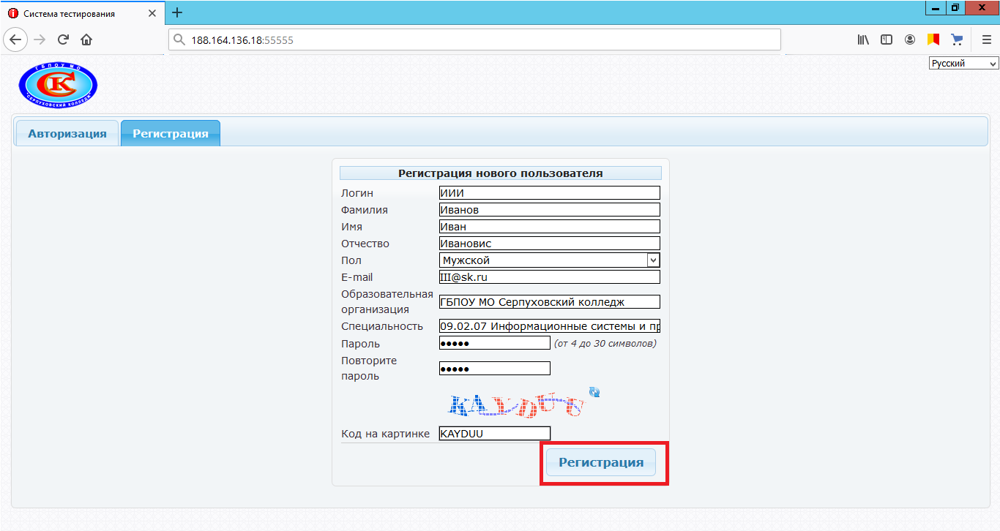 Система тестирования
188.164.136.18:55555
Русский
ГБПОУ МО
СК
"СЕРПУХОВСКИЙ КОЛЛЕДЖ"
Авторизация
Регистрация
Регистрация нового пользователя
Логин ИИИ
Фамилия Иванов
Имя Иван
Отчество Ивановис
Пол Мужской
E-mail III@sk.ru
Образовательная
организация ГБПОУ МО Серпуховский колледж
Специальность 09.02.07 Информационные системы и пр
Пароль ●●●●● (от 4 до 30 символов)
Повторите
пароль ●●●●●
KAYDUU
Код на картинке KAYDUU
Регистрация